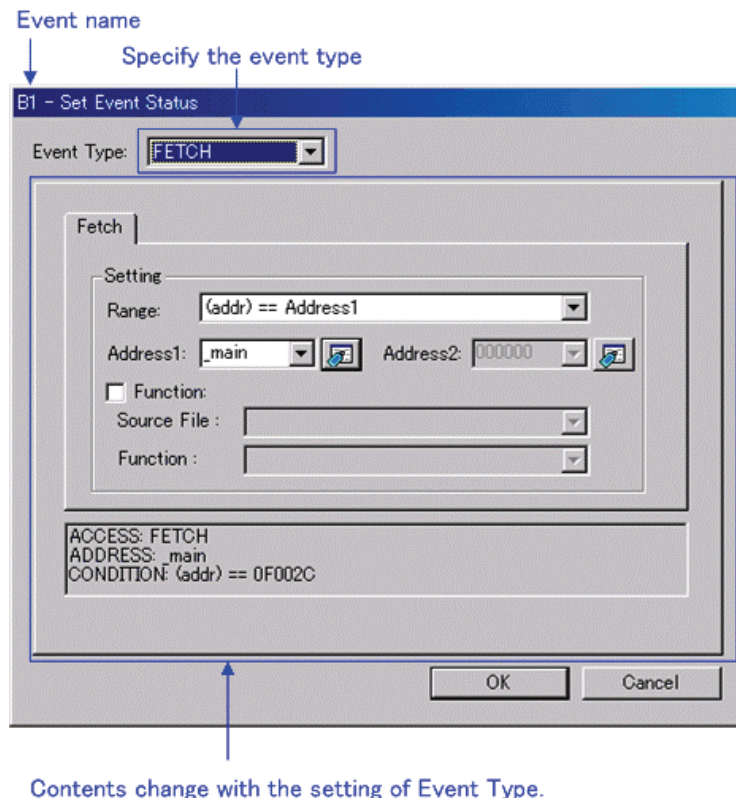 Event name
Specify the event type
B1 - Set Event Status
Event Type: FETCH
Fetch
Setting
Range: (addr) == Address1
Address1: _main Address2: 000000
Function:
Source File :
Function :
ACCESS: FETCH
ADDRESS: _main
CONDITION: (addr) == 0F002C
OK Cancel
Contents change with the setting of Event Type.